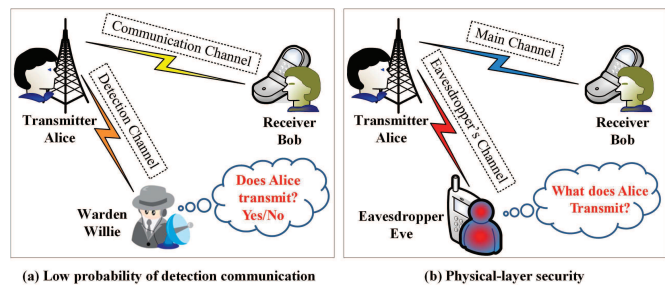 Communication Channel
Detection Channel
Transmitter
Alice
Receiver
Bob
Warden
Willie
Does Alice
transmit?
Yes/No
(a) Low probability of detection communication
Main Channel
Eavesdropper's Channel
Transmitter
Alice
Receiver
Bob
Eavesdropper
Eve
What does Alice
Transmit?
(b) Physical-layer security